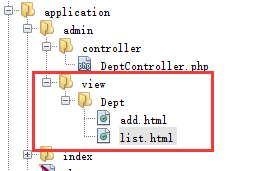 application
admin
controller
DeptController.php
view
Dept
add.html
list.html
index